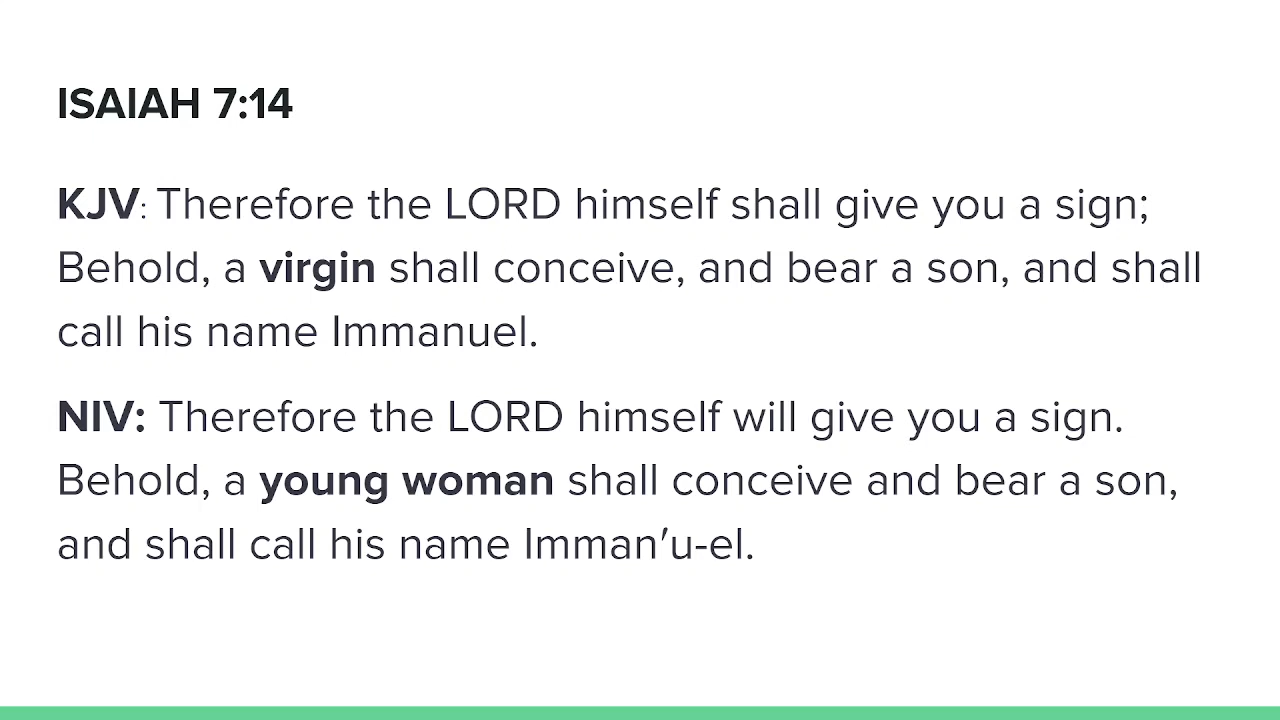 ISAIAH 7:14
KJV: Therefore the LORD himself shall give you a sign;
Behold, a virgin shall conceive, and bear a son, and shall
call his name Immanuel.
NIV: Therefore the LORD himself will give you a sign.
Behold, a young woman shall conceive and bear a son,
and shall call his name Imman′u-el.